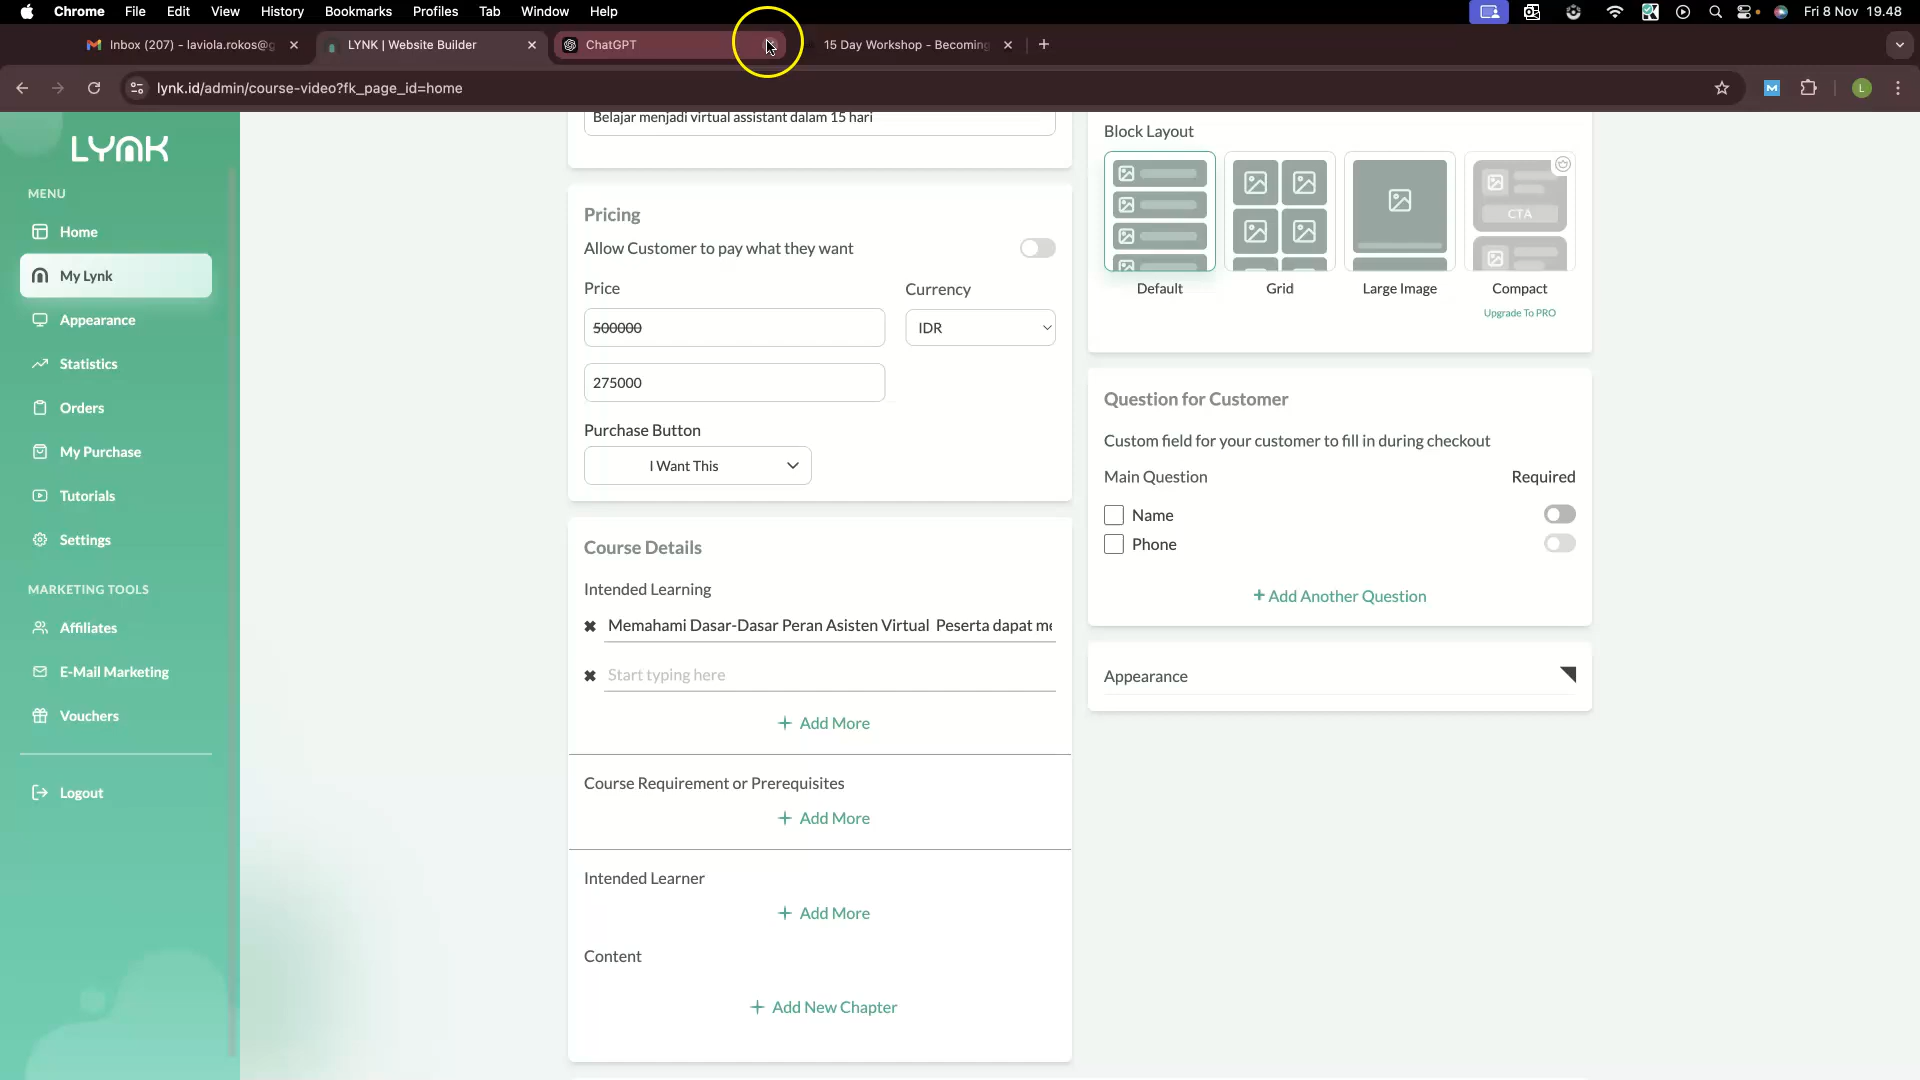 Chrome File Edit View History Bookmarks Profiles Tab Window Help
Fri 8 Nov 19.48
Inbox (207) - laviola.rokos@g
LYNK | Website Builder
ChatGPT
15 Day Workshop - Becoming
lynk.id/admin/course-video?fk_page_id=home
L
LYNK
MENU
Home
My Lynk
Appearance
Statistics
Orders
My Purchase
Tutorials
Settings
MARKETING TOOLS
Affiliates
E-Mail Marketing
Vouchers
Logout
Belajar menjadi virtual assistant dalam 15 hari
Pricing
Allow Customer to pay what they want
Price
Currency
500000
IDR
275000
Purchase Button
I Want This
Course Details
Intended Learning
Memahami Dasar-Dasar Peran Asisten Virtual Peserta dapat me
Start typing here
+ Add More
Course Requirement or Prerequisites
+ Add More
Intended Learner
+ Add More
Content
+ Add New Chapter
Block Layout
CTA
Default
Grid
Large Image
Compact
Upgrade To PRO
Question for Customer
Custom field for your customer to fill in during checkout
Main Question
Required
Name
Phone
+ Add Another Question
Appearance